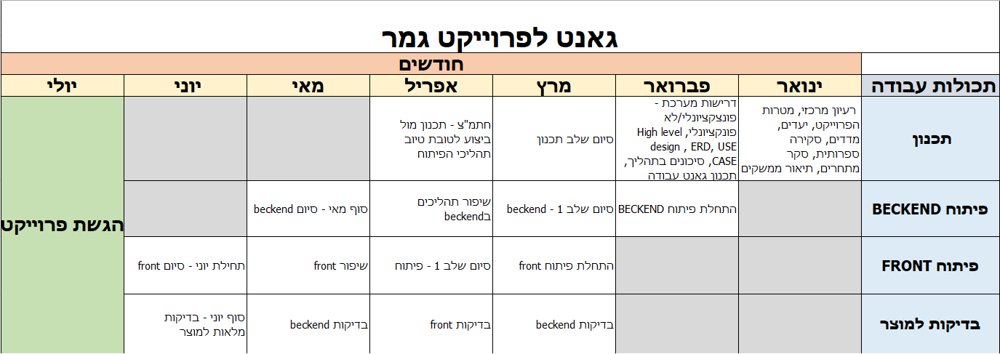 גאנט לפרוייקט גמר
חודשים
תכולות עבודה
ינואר
פברואר
מרץ
אפריל
מאי
יוני
יולי
תכנון
רעיון מרכזי, מטרות
הפרוייקט, יעדים,
מדדים, סקירה
ספרותית, סקר
מתחרים, תיאור ממשקים
דרישות מערכת -
פונצקציונלי/לא
פונקציונלי, High level
design , ERD, USE
CASE, סיכונים בתהליך,
תכנון גאנט עבודה
סיום שלב תכנון
חתמ"צ - תכנון מול
ביצוע לטובת טיוב
תהליכי הפיתוח
הגשת פרוייקט
פיתוח BECKEND
התחלת פיתוח BECKEND
סיום שלב 1 - beckend
שיפור תהליכים
בbeckend
סוף מאי - סיום beckend
פיתוח FRONT
התחלת פיתוח front
סיום שלב 1 - פיתוח
שיפור front
תחילת יוני - סיום front
בדיקות למוצר
בדיקות beckend
בדיקות front
בדיקות beckend
סוף יוני - בדיקות
מלאות למוצר